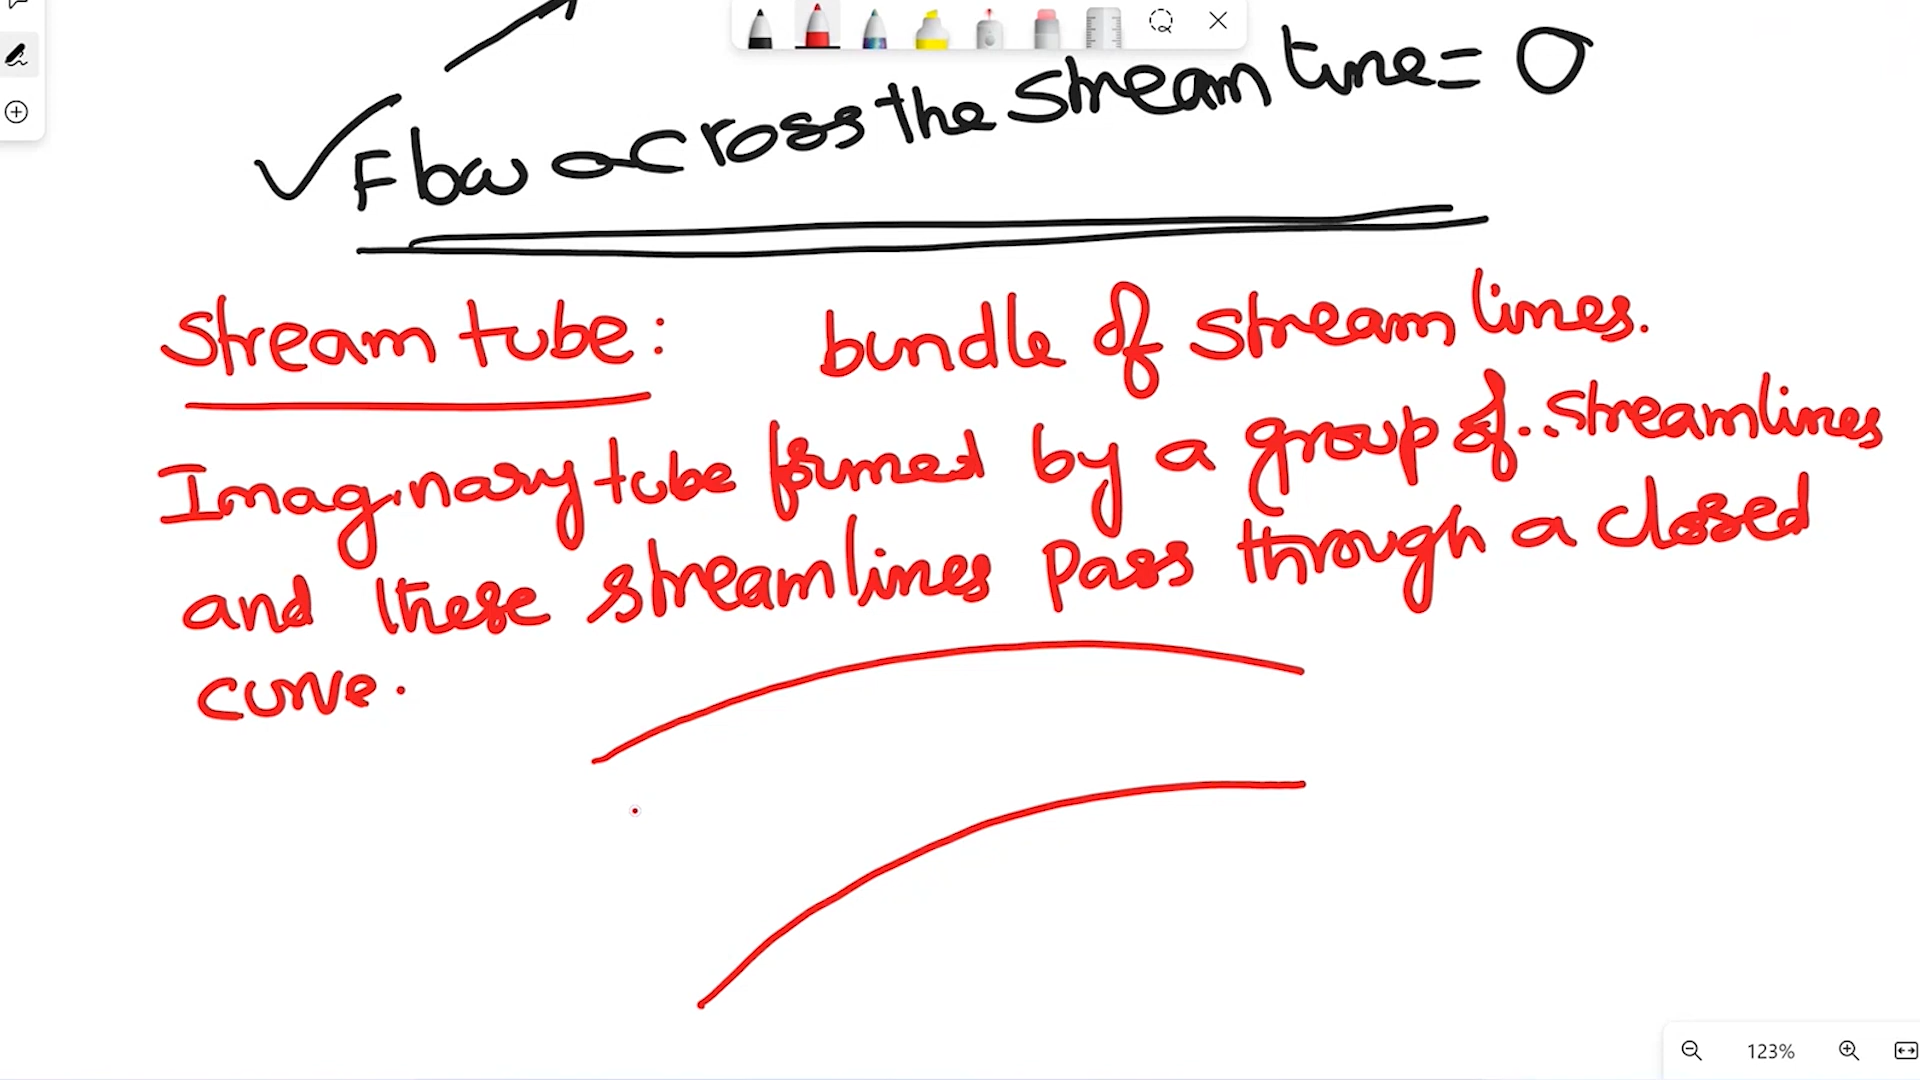 Flow across the stream line = 0
Stream tube : bundle of stream lines.
Imaginary tube formed by a group of.. streamlines
and these streamlines pass through a closed
curve.
123%